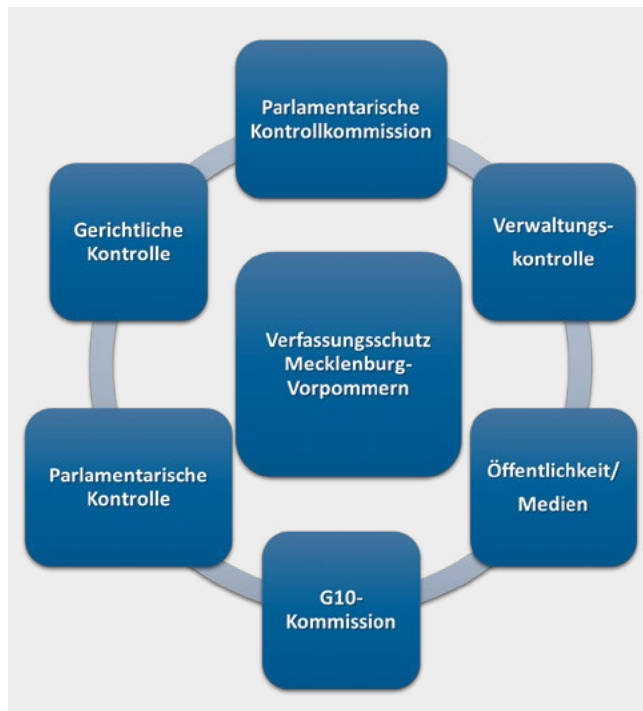 Parlamentarische
Kontrollkommission
Gerichtliche
Kontrolle
Verwaltungs-
kontrolle
Verfassungsschutz
Mecklenburg-
Vorpommern
Parlamentarische
Kontrolle
Öffentlichkeit/
Medien
G10-
Kommission